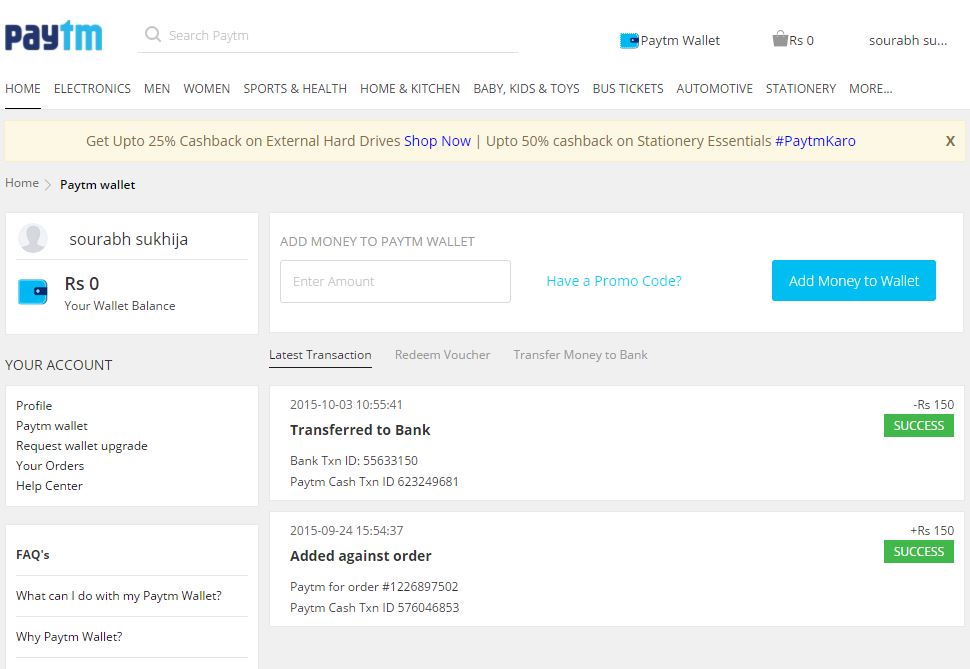 paytm
Search Paytm
Paytm Wallet
Rs 0
sourabh su...
HOME ELECTRONICS MEN WOMEN SPORTS & HEALTH HOME & KITCHEN BABY, KIDS & TOYS BUS TICKETS AUTOMOTIVE STATIONERY MORE...
Get Upto 25% Cashback on External Hard Drives Shop Now | Upto 50% cashback on Stationery Essentials #PaytmKaro X
Home Paytm wallet
sourabh sukhija
Rs 0
Your Wallet Balance
ADD MONEY TO PAYTM WALLET
Enter Amount
Have a Promo Code?
Add Money to Wallet
YOUR ACCOUNT
Profile
Paytm wallet
Request wallet upgrade
Your Orders
Help Center
FAQ's
What can I do with my Paytm Wallet?
Why Paytm Wallet?
Latest Transaction Redeem Voucher Transfer Money to Bank
2015-10-03 10:55:41
-Rs 150
Transferred to Bank
SUCCESS
Bank Txn ID: 55633150
Paytm Cash Txn ID 623249681
2015-09-24 15:54:37
+Rs 150
Added against order
SUCCESS
Paytm for order #1226897502
Paytm Cash Txn ID 576046853